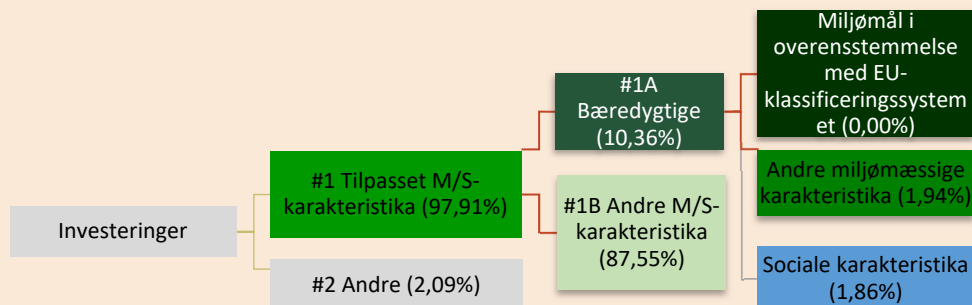 Investeringer
#1 Tilpasset M/S-
karakteristika (97,91%)
#2 Andre (2,09%)
#1A
Bæredygtige
(10,36%)
#1B Andre M/S-
karakteristika
(87,55%)
Miljømål i
overensstemmelse
med EU-
klassificeringssystem
et (0,00%)
Andre miljømæssige
karakteristika (1,94%)
Sociale karakteristika
(1,86%)